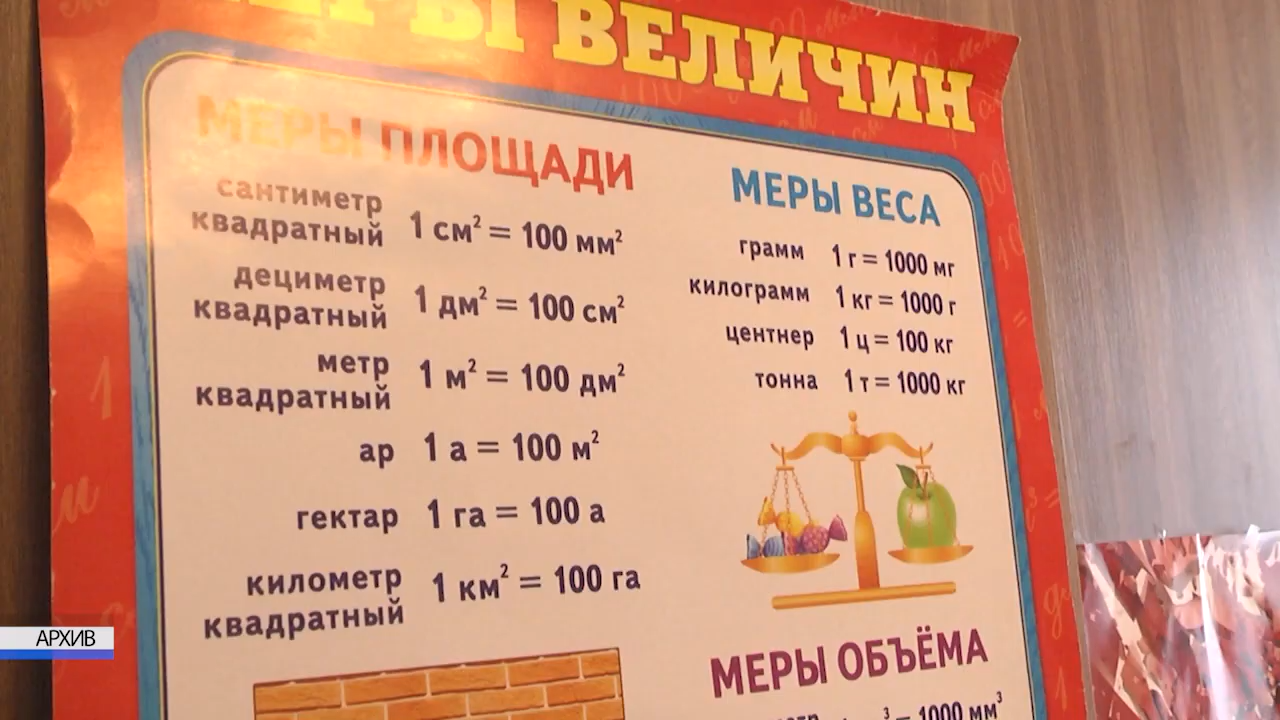 ВЕЛИЧИН
МЕРЫ ПЛОЩАДИ
сантиметр
квадратный 1 см² = 100 мм²
дециметр
квадратный 1 дм² = 100 см²
метр
квадратный 1 м² = 100 дм²
ар 1 а = 100 м²
гектар 1 га = 100 а
километр
квадратный 1 км² = 100 га
МЕРЫ ВЕСА
грамм 1 г = 1000 мг
килограмм 1 кг = 1000 г
центнер 1 ц = 100 кг
тонна 1 т = 1000 кг
МЕРЫ ОБЪЁМА
= 1000 мм³
АРХИВ